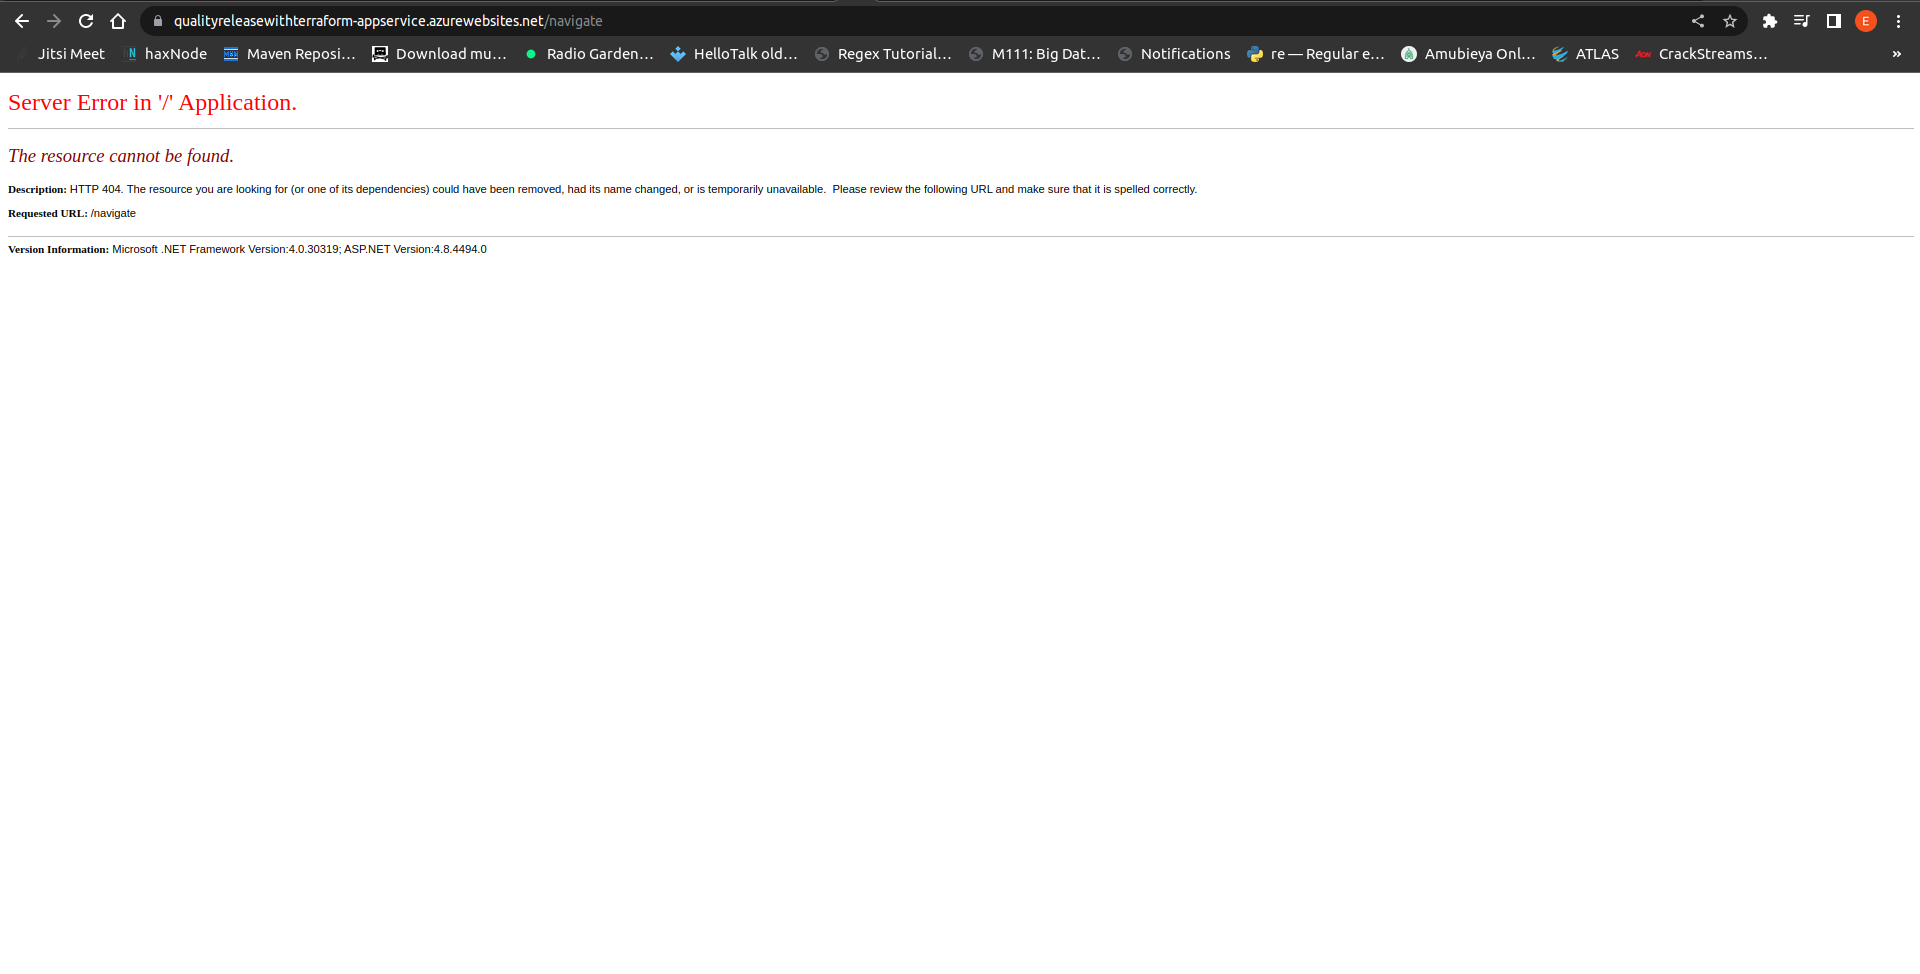 qualityreleasewithterraform-appservice.azurewebsites.net/navigate
E
Jitsi Meet haxNode Maven Reposi... Download mu... Radio Garden... HelloTalk old... Regex Tutorial... M111: Big Dat... Notifications re — Regular e... Amubieya Onl... ATLAS CrackStreams... »
Server Error in '/' Application.
The resource cannot be found.
Description: HTTP 404. The resource you are looking for (or one of its dependencies) could have been removed, had its name changed, or is temporarily unavailable.  Please review the following URL and make sure that it is spelled correctly.
Requested URL: /navigate
Version Information: Microsoft .NET Framework Version:4.0.30319; ASP.NET Version:4.8.4494.0